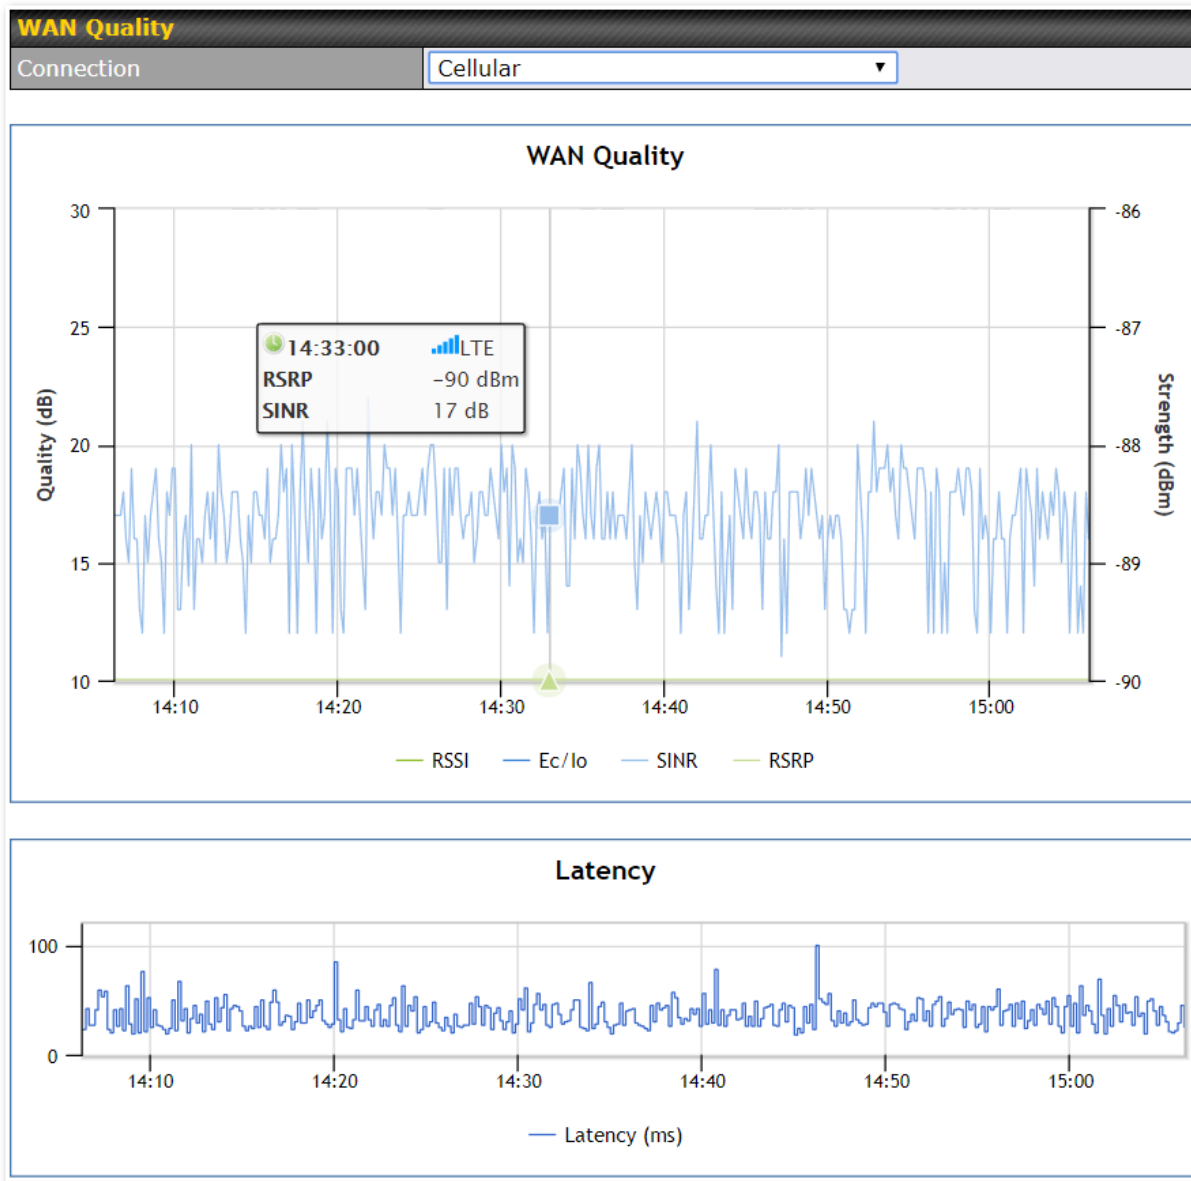 WAN Quality
Connection Cellular
WAN Quality
30 -86
25 -87
14:33:00 LTE
RSRP -90 dBm
SINR 17 dB
Quality (dB)
Strength (dBm)
20 -88
15 -89
10 -90
14:10 14:20 14:30 14:40 14:50 15:00
RSSI Ec/Io SINR RSRP
Latency
100
0
14:10 14:20 14:30 14:40 14:50 15:00
Latency (ms)